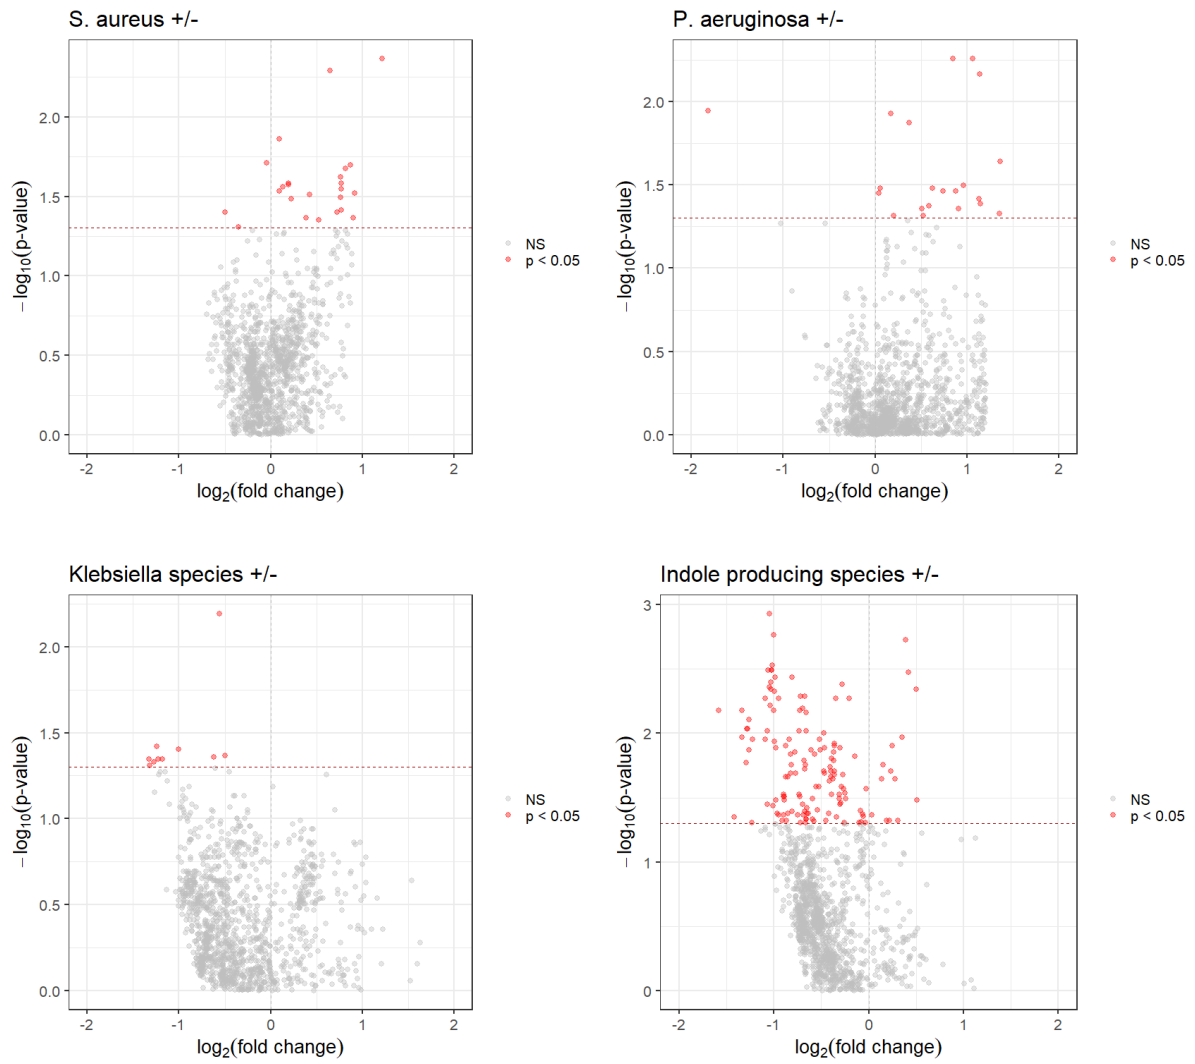 S. aureus +/-
2.0
1.5
1.0
0.5
0.0
-2 -1 0 1 2
log2(fold change)
−log10(p-value)
NS
p < 0.05
P. aeruginosa +/-
2.0
1.5
1.0
0.5
0.0
-2 -1 0 1 2
log2(fold change)
−log10(p-value)
NS
p < 0.05
Klebsiella species +/-
2.0
1.5
1.0
0.5
0.0
-2 -1 0 1 2
log2(fold change)
−log10(p-value)
NS
p < 0.05
Indole producing species +/-
3
2
1
0
-2 -1 0 1 2
log2(fold change)
−log10(p-value)
NS
p < 0.05